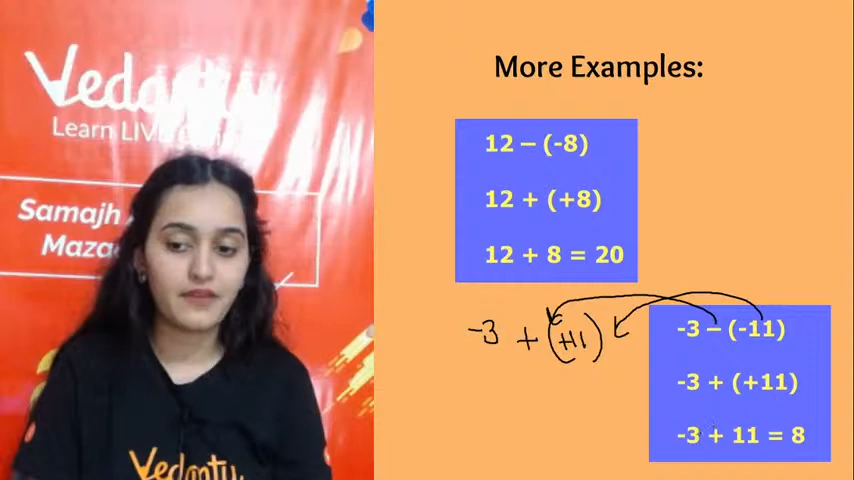 Vedantu
Learn LIVE
Samajh
Maza
More Examples:
12 – (-8)
12 + (+8)
12 + 8 = 20
-3 + (+11)
-3 – (-11)
-3 + (+11)
-3 + 11 = 8
Vedantu